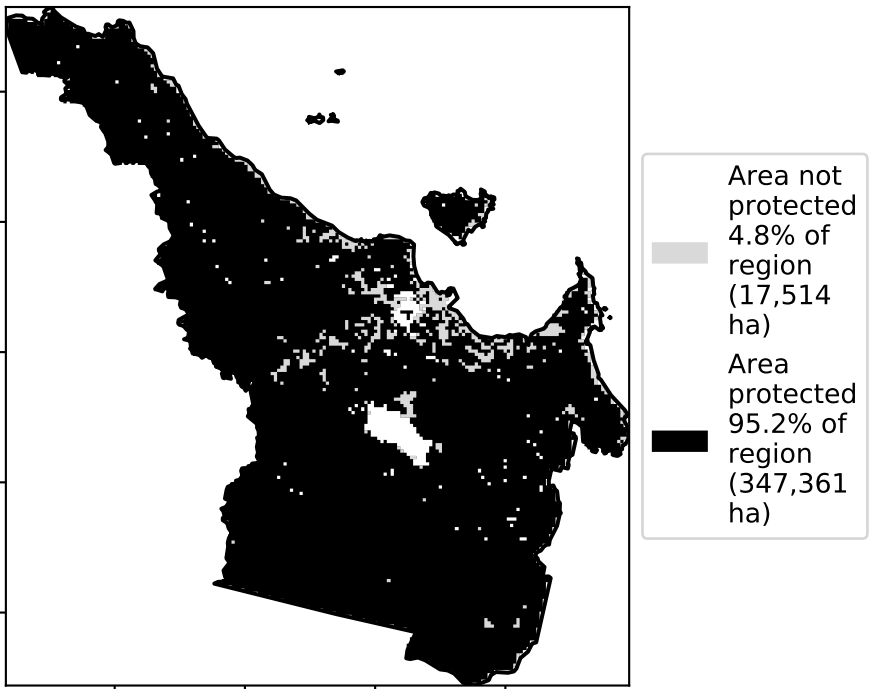 Area not
protected
4.8% of
region
(17,514
ha)
Area
protected
95.2% of
region
(347,361
ha)